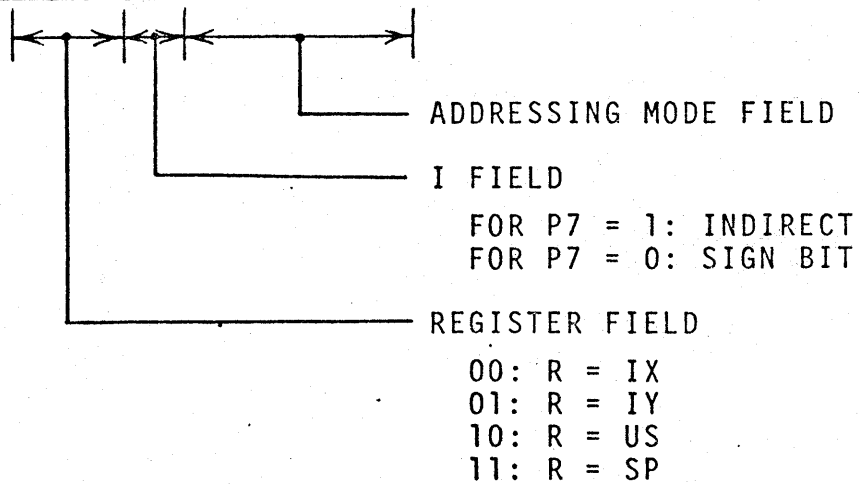 ADDRESSING MODE FIELD
I FIELD
FOR P7 = 1: INDIRECT
FOR P7 = 0: SIGN BIT
REGISTER FIELD
00: R = IX
01: R = IY
10: R = US
11: R = SP